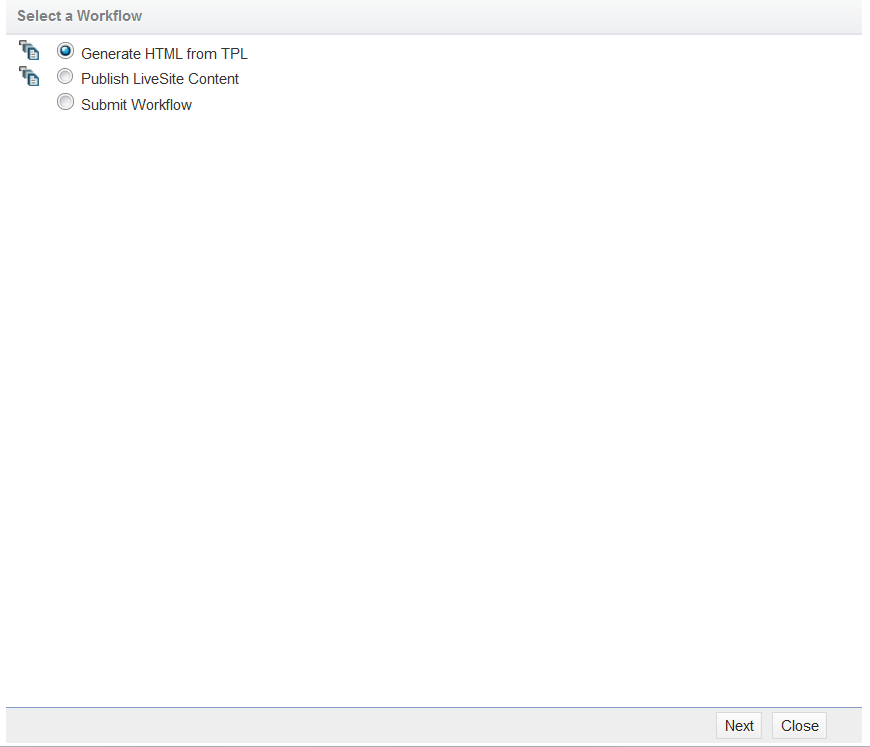 Select a Workflow
Generate HTML from TPL
Publish LiveSite Content
Submit Workflow
Next Close